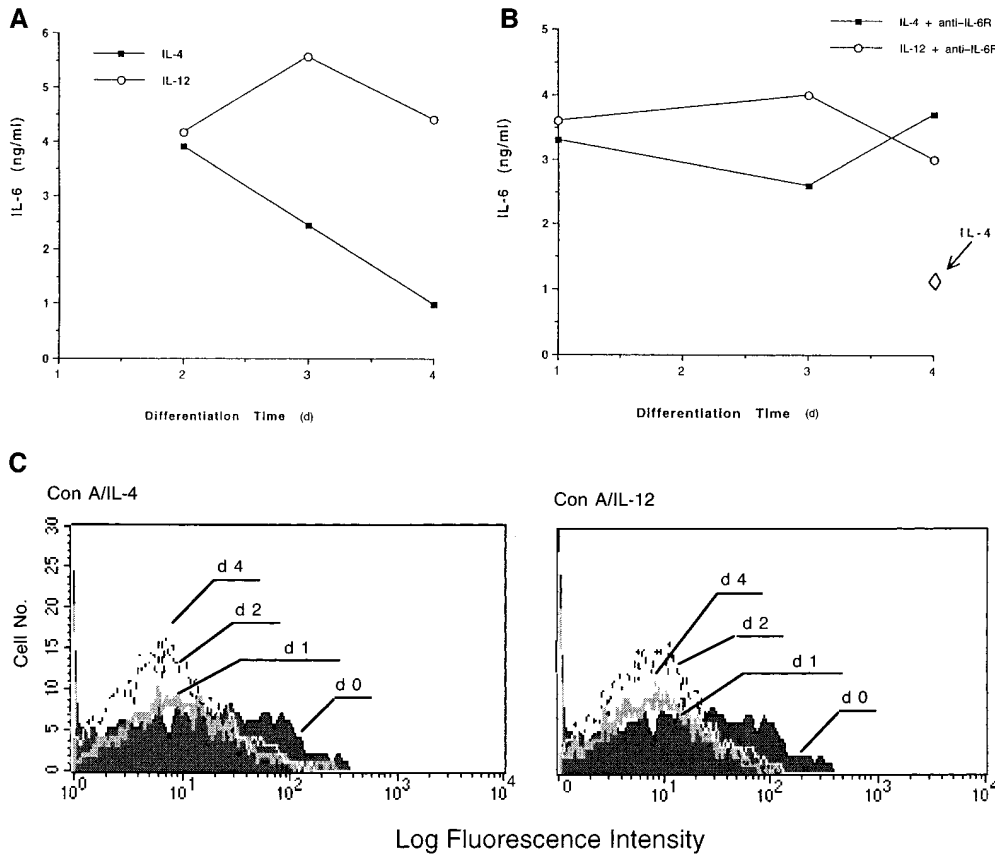 A
IL-4
IL-12
6
5
4
3
2
1
0
IL-6 (ng/ml)
1 2 3 4
Differentiation Time (d)
B
IL-4 + anti-IL-6R
IL-12 + anti-IL-6R
5
4
3
2
1
0
IL-6 (ng/ml)
IL-4
1 2 3 4
Differentiation Time (d)
C
Con A/IL-4
30
25
20
15
10
5
0
Cell No.
d 4
d 2
d 1
d 0
10^0 10^1 10^2 10^3 10^4
Con A/IL-12
d 4
d 2
d 1
d 0
0 10^1 10^2 10^3 10^4
Log Fluorescence Intensity